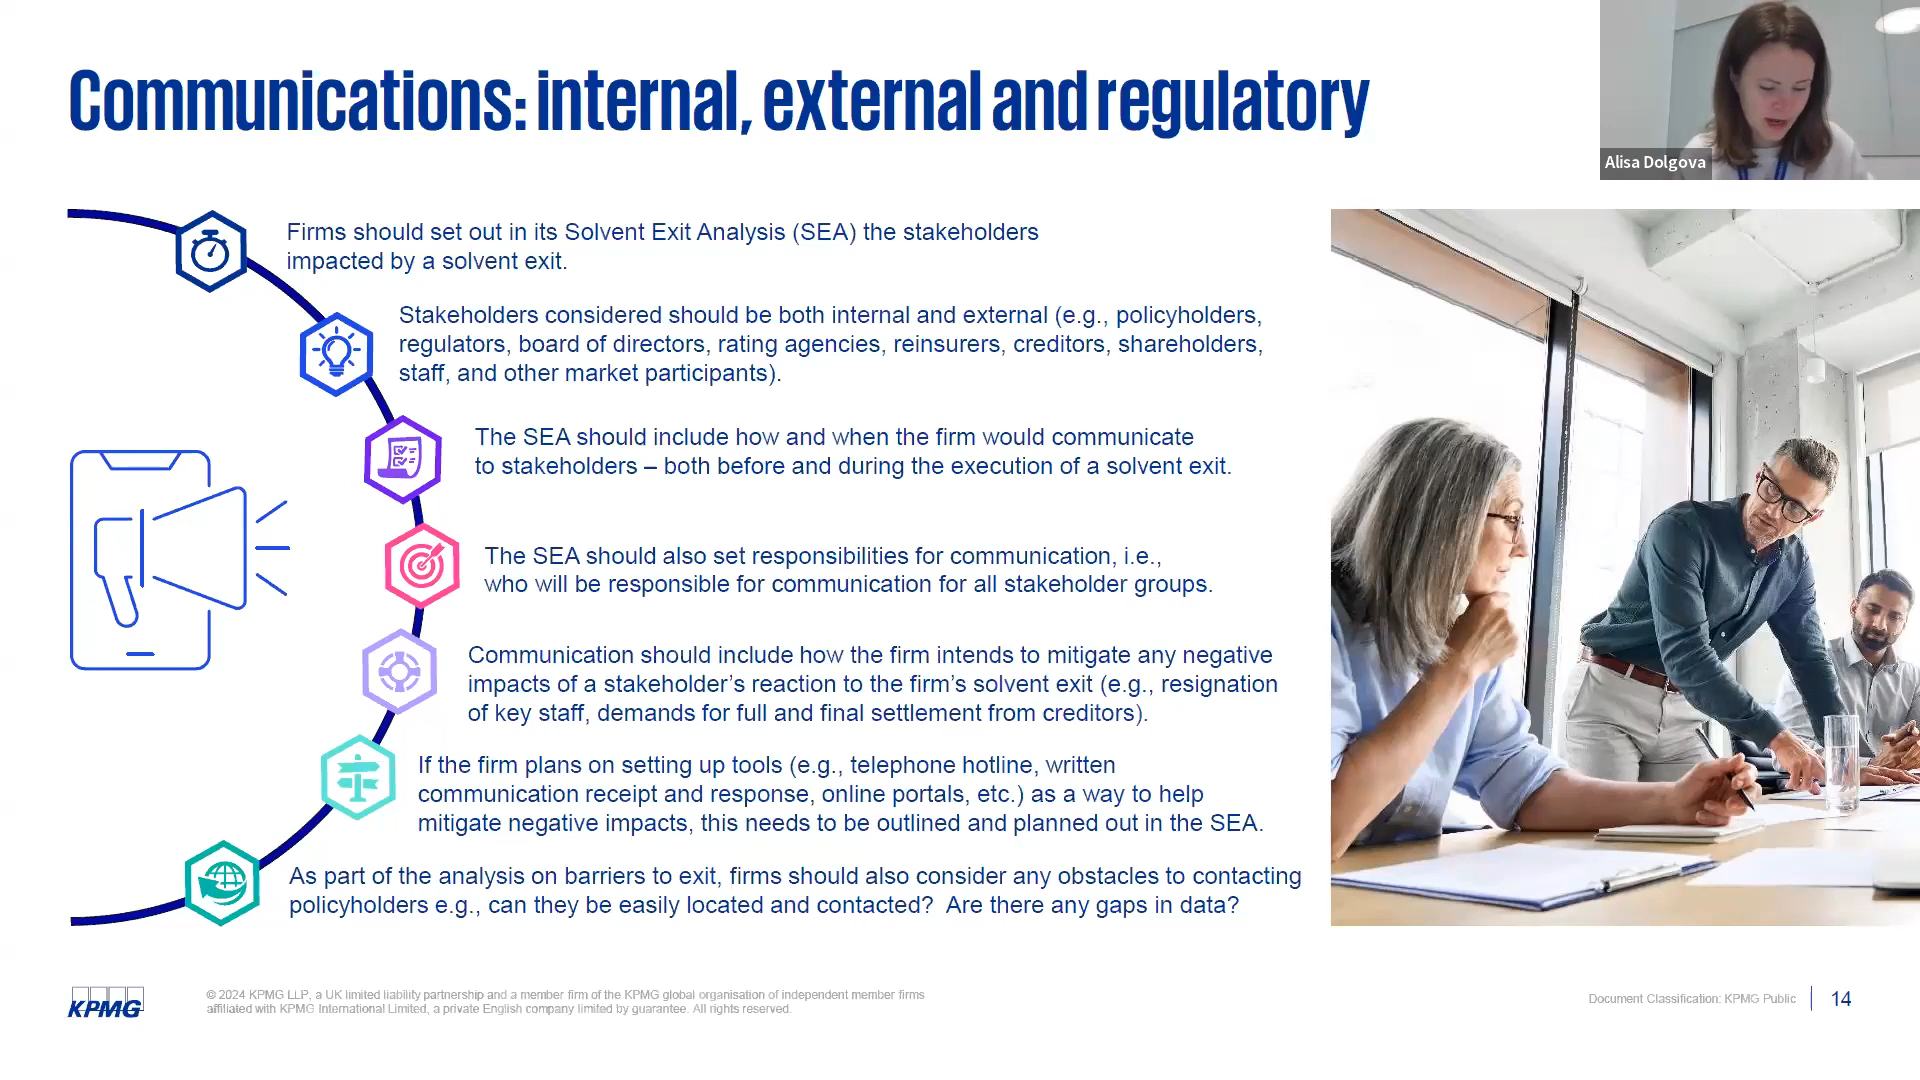 Communications: internal, external and regulatory
Alisa Dolgova
Firms should set out in its Solvent Exit Analysis (SEA) the stakeholders
impacted by a solvent exit.
Stakeholders considered should be both internal and external (e.g., policyholders,
regulators, board of directors, rating agencies, reinsurers, creditors, shareholders,
staff, and other market participants).
The SEA should include how and when the firm would communicate
to stakeholders – both before and during the execution of a solvent exit.
The SEA should also set responsibilities for communication, i.e.,
who will be responsible for communication for all stakeholder groups.
Communication should include how the firm intends to mitigate any negative
impacts of a stakeholder’s reaction to the firm’s solvent exit (e.g., resignation
of key staff, demands for full and final settlement from creditors).
If the firm plans on setting up tools (e.g., telephone hotline, written
communication receipt and response, online portals, etc.) as a way to help
mitigate negative impacts, this needs to be outlined and planned out in the SEA.
As part of the analysis on barriers to exit, firms should also consider any obstacles to contacting
policyholders e.g., can they be easily located and contacted? Are there any gaps in data?
KPMG
© 2024 KPMG LLP, a UK limited liability partnership and a member firm of the KPMG global organisation of independent member firms
affiliated with KPMG International Limited, a private English company limited by guarantee. All rights reserved.
Document Classification: KPMG Public
14